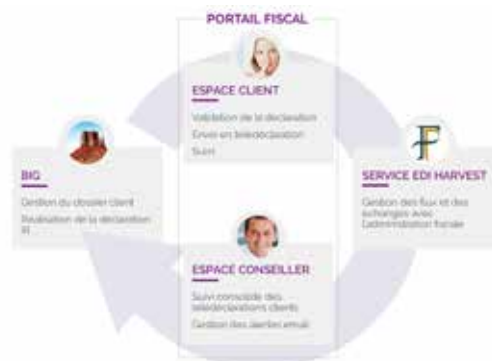 PORTAIL FISCAL
ESPACE CLIENT
Validation de la déclaration
Envoi en télédéclaration
Suivi
BIG
Gestion du dossier client
Réalisation de la déclaration
IR
SERVICE EDI HARVEST
Gestion des flux et des
échanges avec
l'administration fiscale
ESPACE CONSEILLER
Suivi consolidé des
télédéclarations clients
Gestion des alertes email